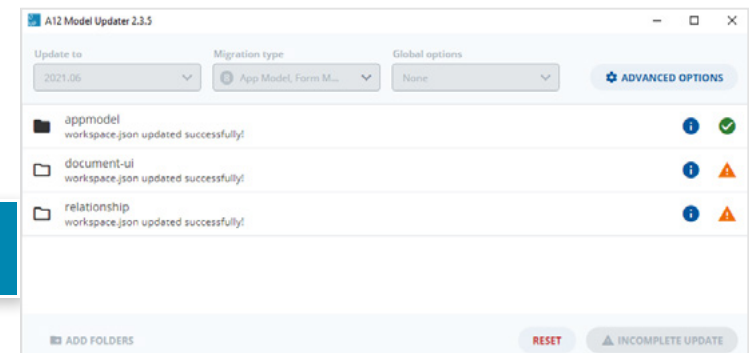 A12 Model Updater 2.3.5
Update to
Migration type
Global options
2021.06
App Model, Form M...
None
ADVANCED OPTIONS
appmodel
workspace.json updated successfully!
document-ui
workspace.json updated successfully!
relationship
workspace.json updated successfully!
ADD FOLDERS
RESET
INCOMPLETE UPDATE